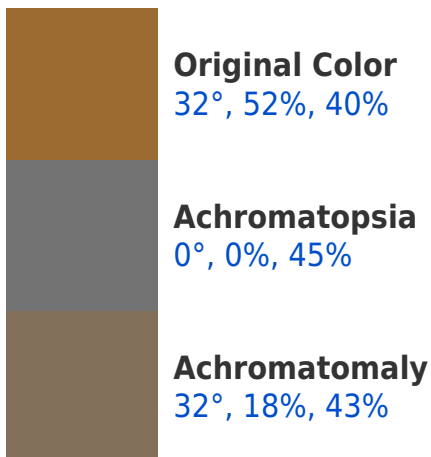 Original Color
32°, 52%, 40%
Achromatopsia
0°, 0%, 45%
Achromatomaly
32°, 18%, 43%